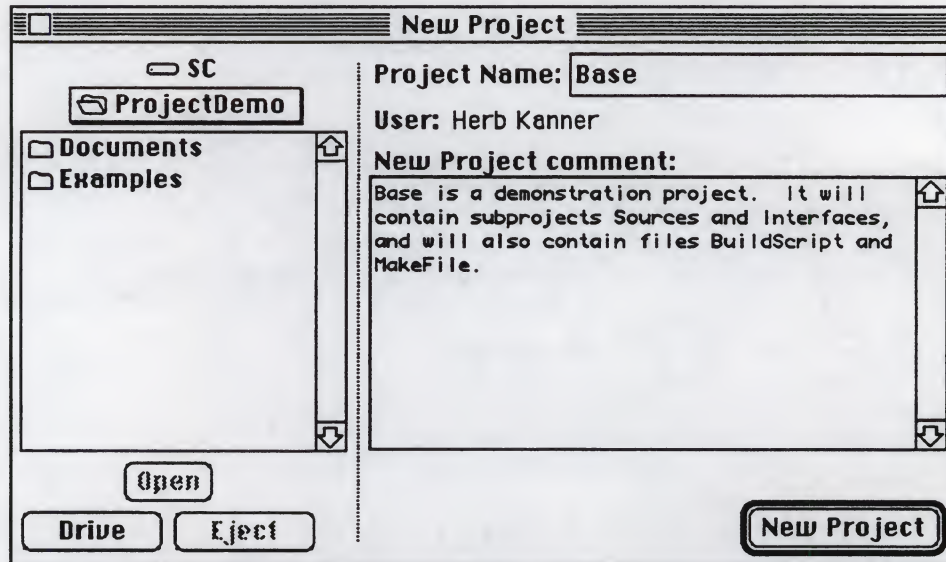 New Project
SC
ProjectDemo
Documents
Examples
Open
Drive
Eject
Project Name: Base
User: Herb Kanner
New Project comment:
Base is a demonstration project. It will
contain subprojects Sources and Interfaces,
and will also contain files BuildScript and
MakeFile.
New Project